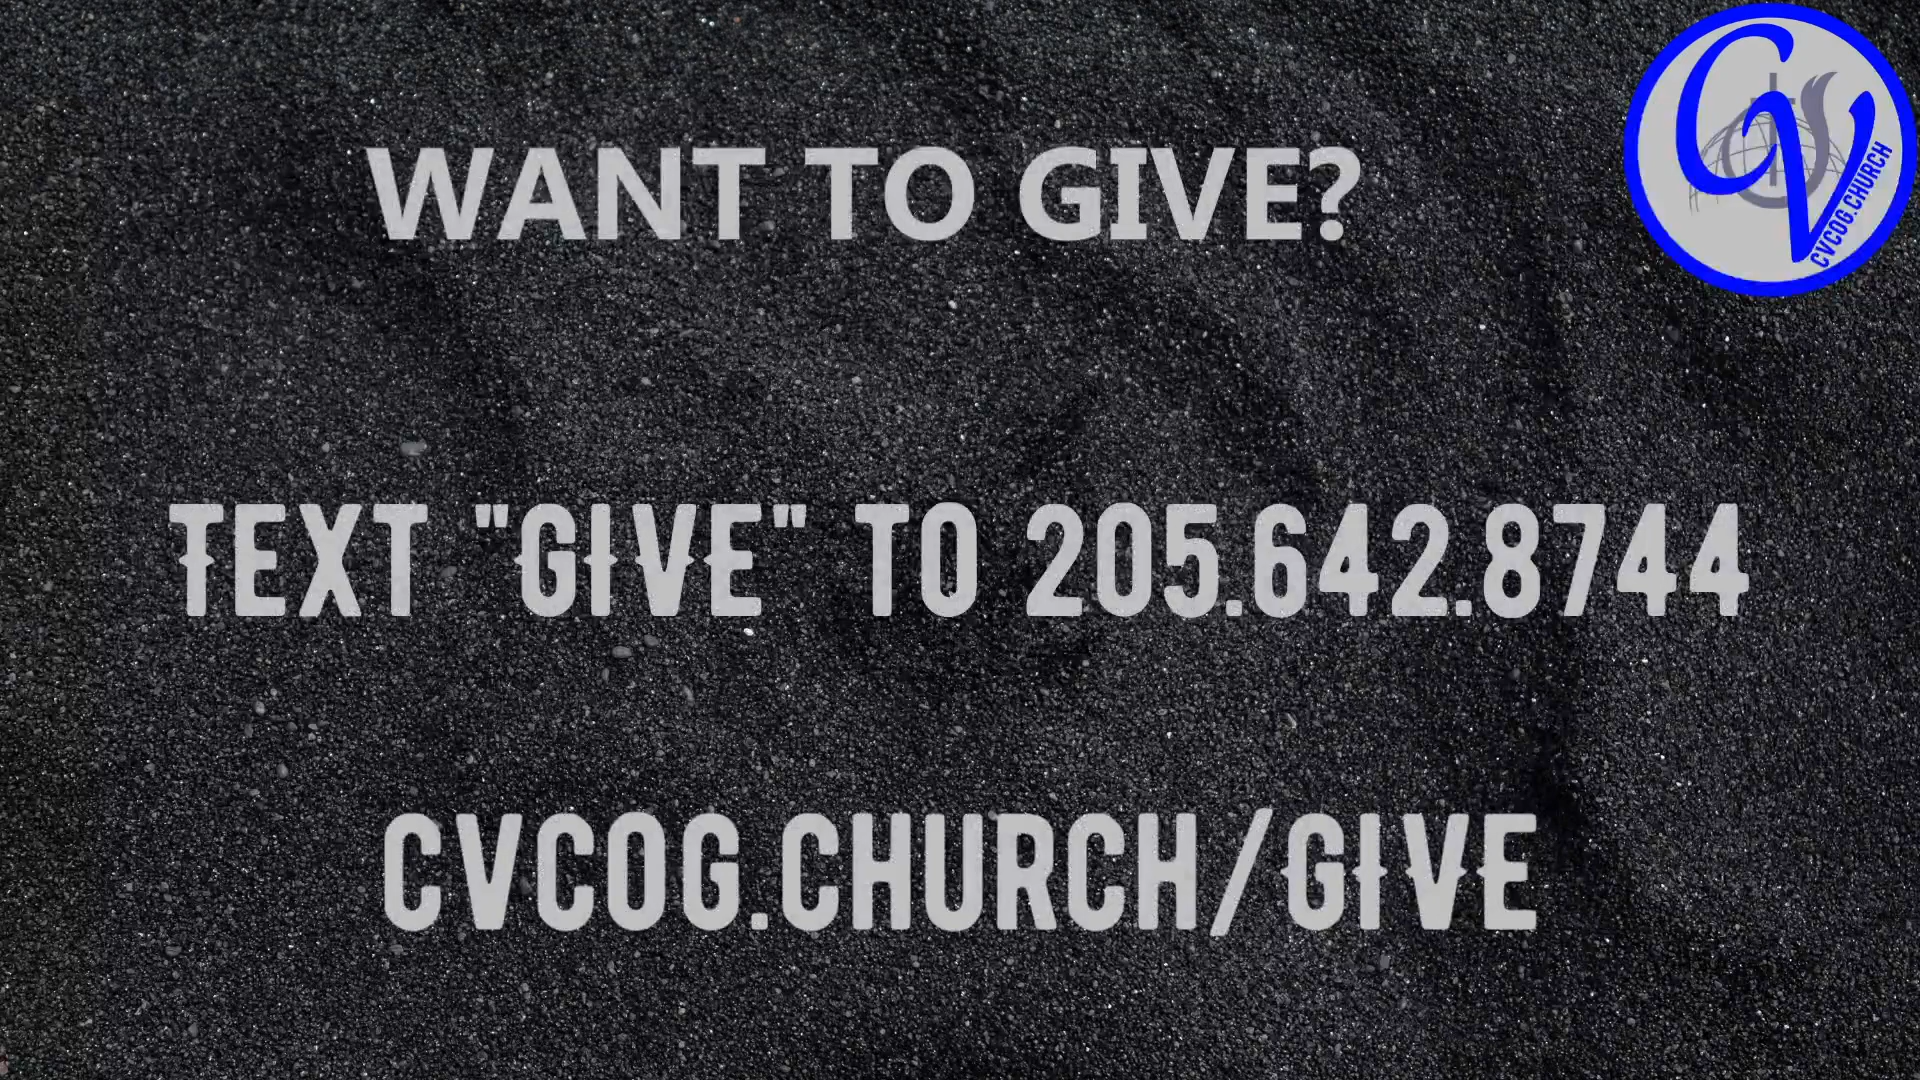 WANT TO GIVE?
CV
CVCOG.CHURCH
TEXT "GIVE" TO 205.642.8744
CVCOG.CHURCH/GIVE